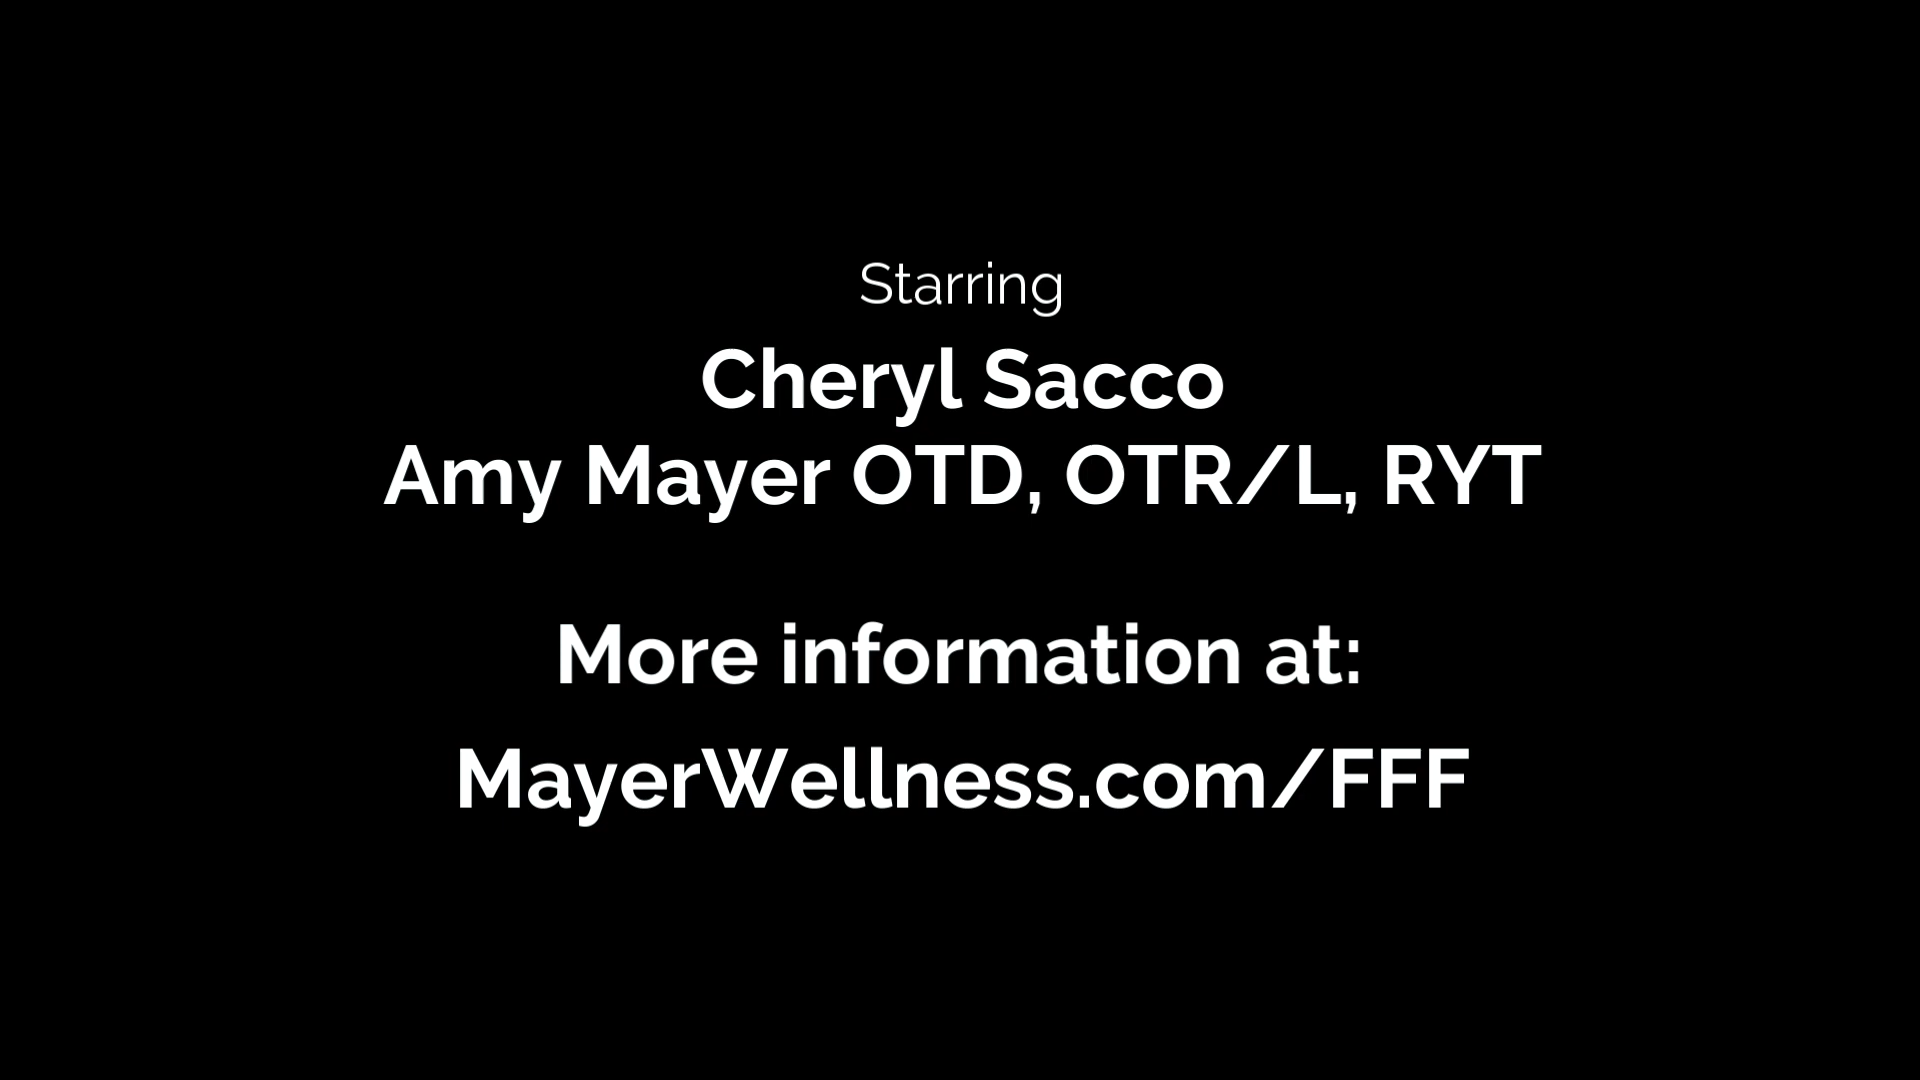 Starring
Cheryl Sacco
Amy Mayer OTD, OTR/L, RYT
More information at:
MayerWellness.com/FFF